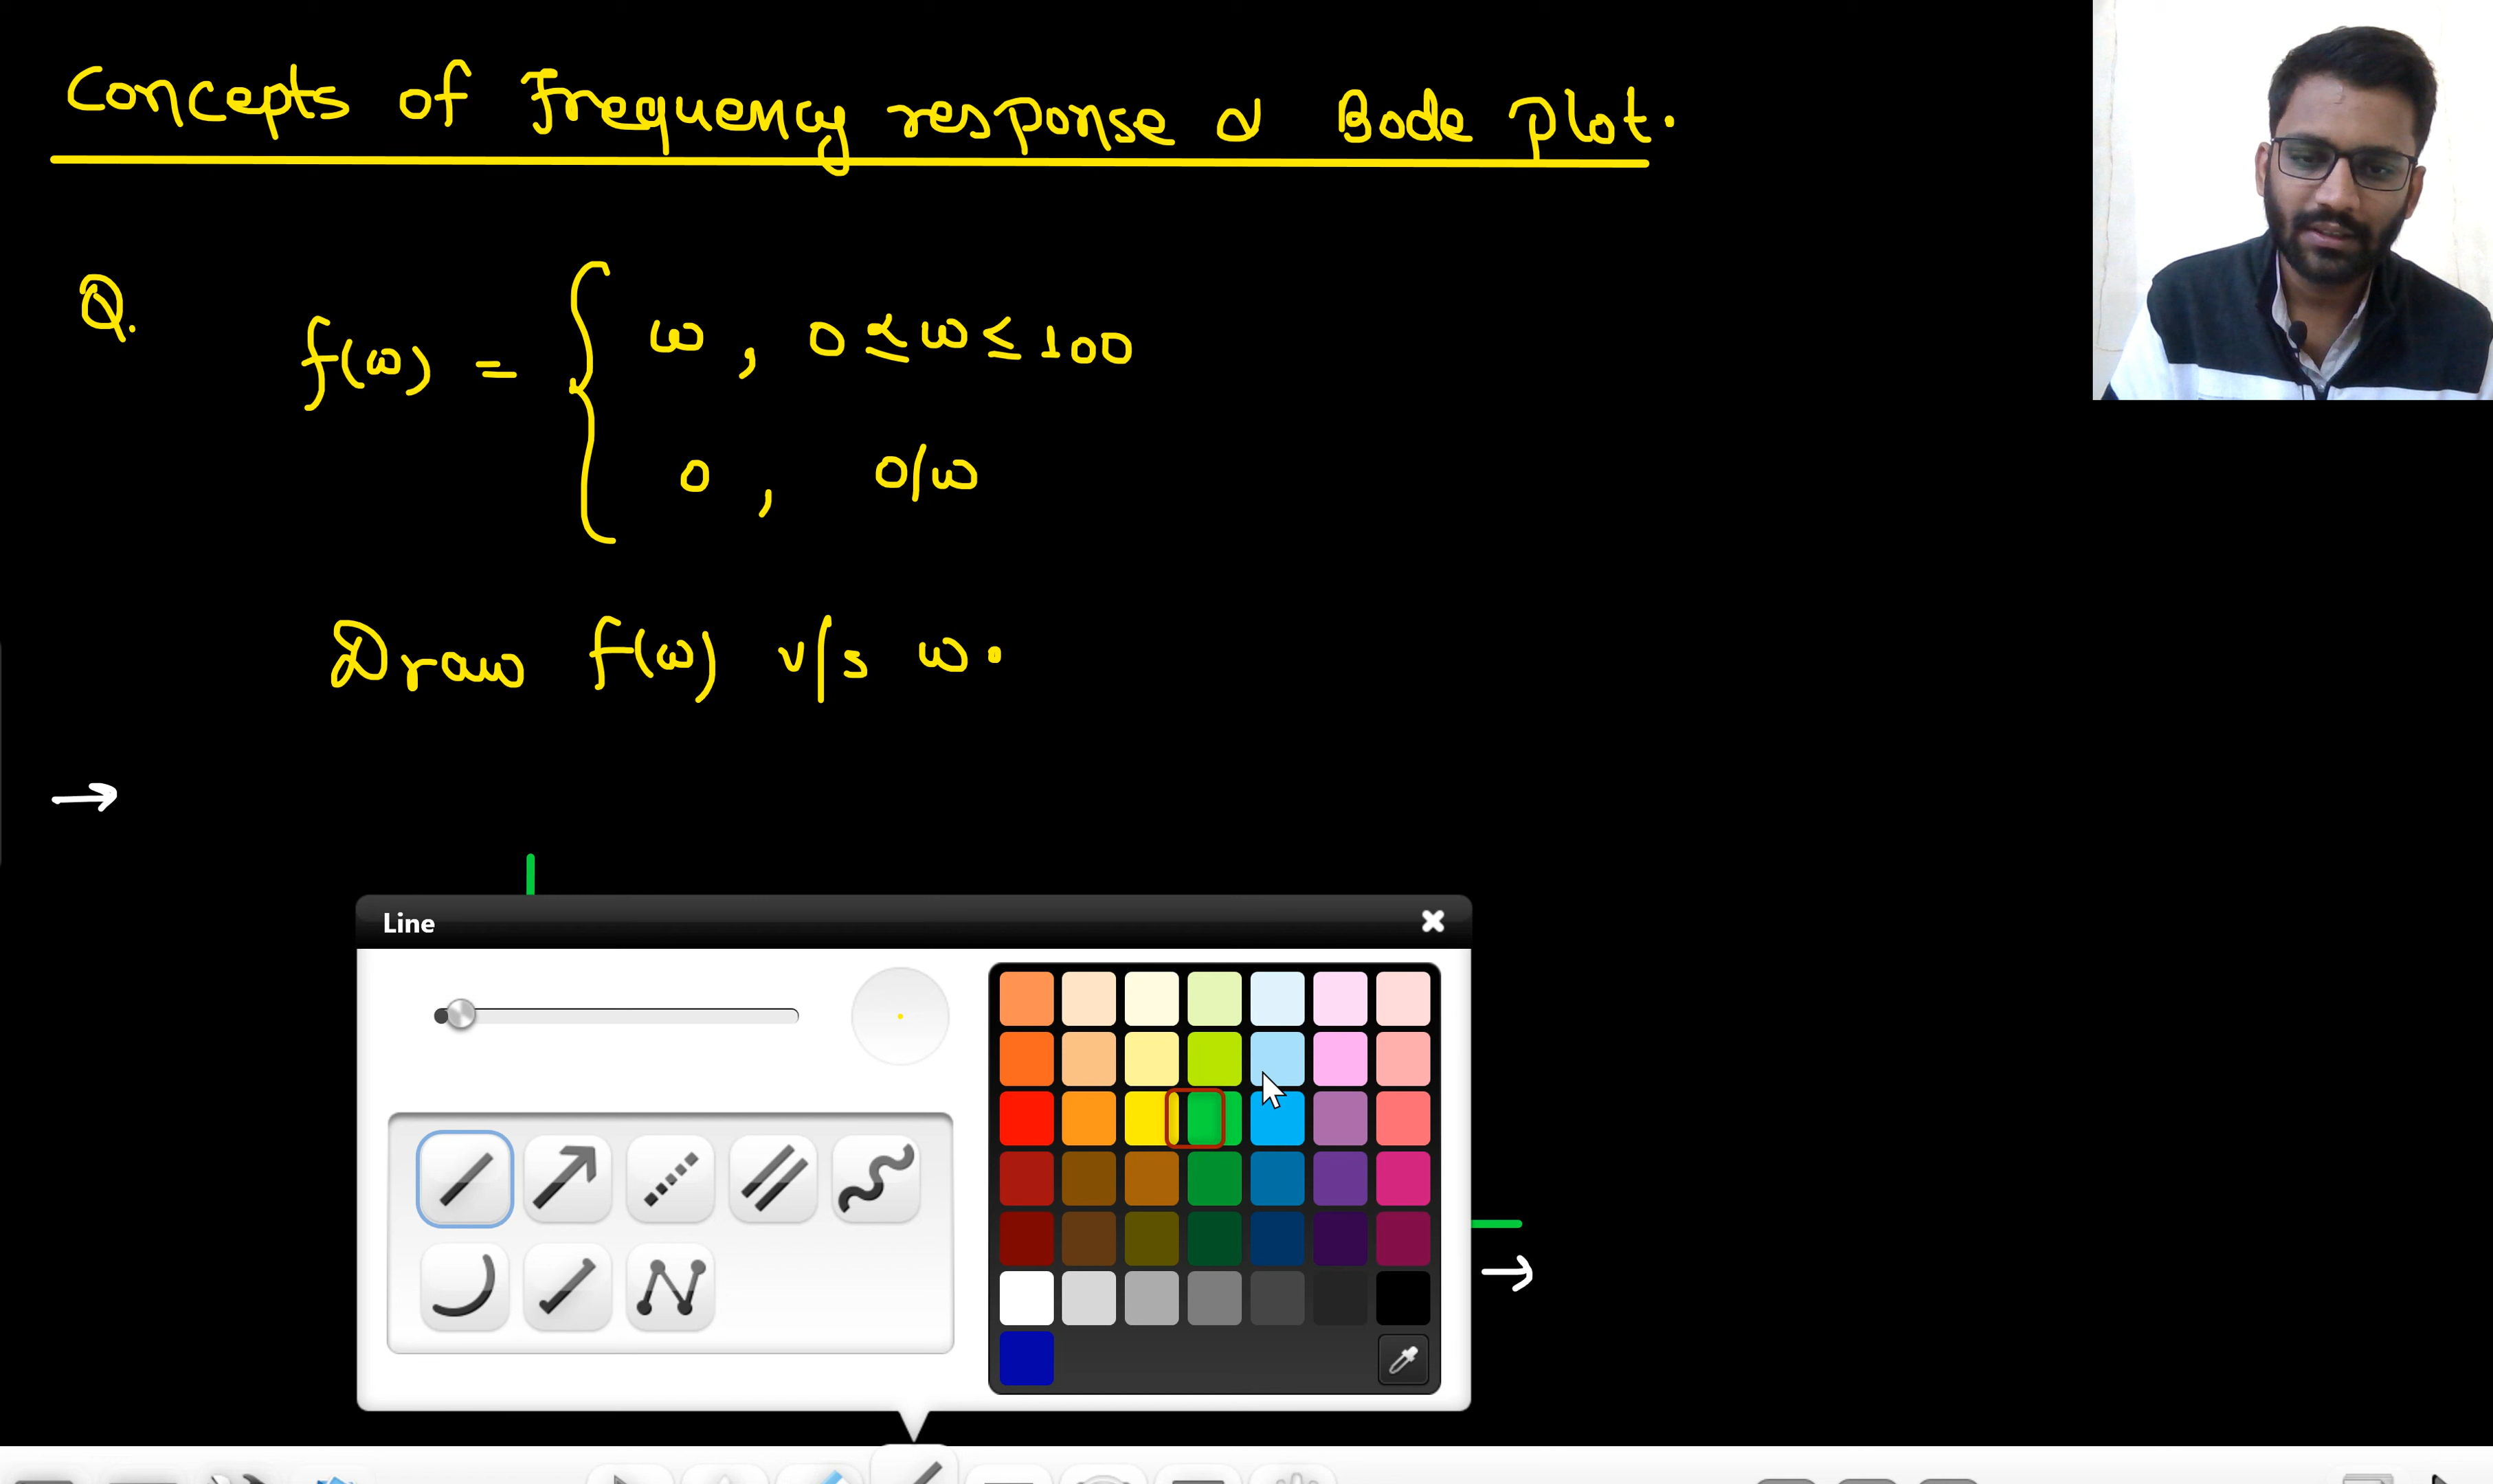 Concepts of Frequency response & Bode plot.
Q.
f(ω) = { ω , 0 ≤ ω ≤ 100
0 , o/ω
Draw f(ω) v/s ω.
→
Line
→